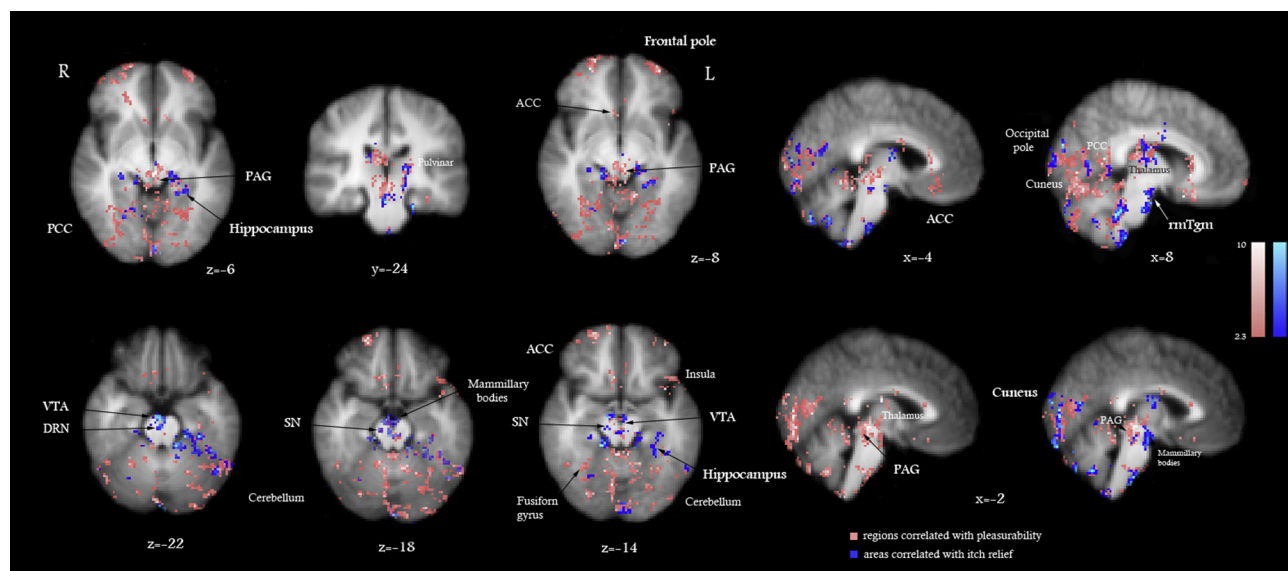 Frontal pole
R
L
ACC
Occipital
pole
PCC
Pulvinar
Thalamus
PAG
PAG
Cuneus
PCC
Hippocampus
ACC
rmTgm
z=-6
y=-24
z=-8
x=-4
x=8
10
2.3
ACC
Insula
Mammillary
bodies
Cuneus
VTA
DRN
SN
SN
VTA
Thalamus
PAG
PAG
Mammillary
bodies
Hippocampus
Fusiforn
gyrus
Cerebellum
Cerebellum
x=-2
z=-22
z=-18
z=-14
regions correlated with pleasurability
areas correlated with itch relief